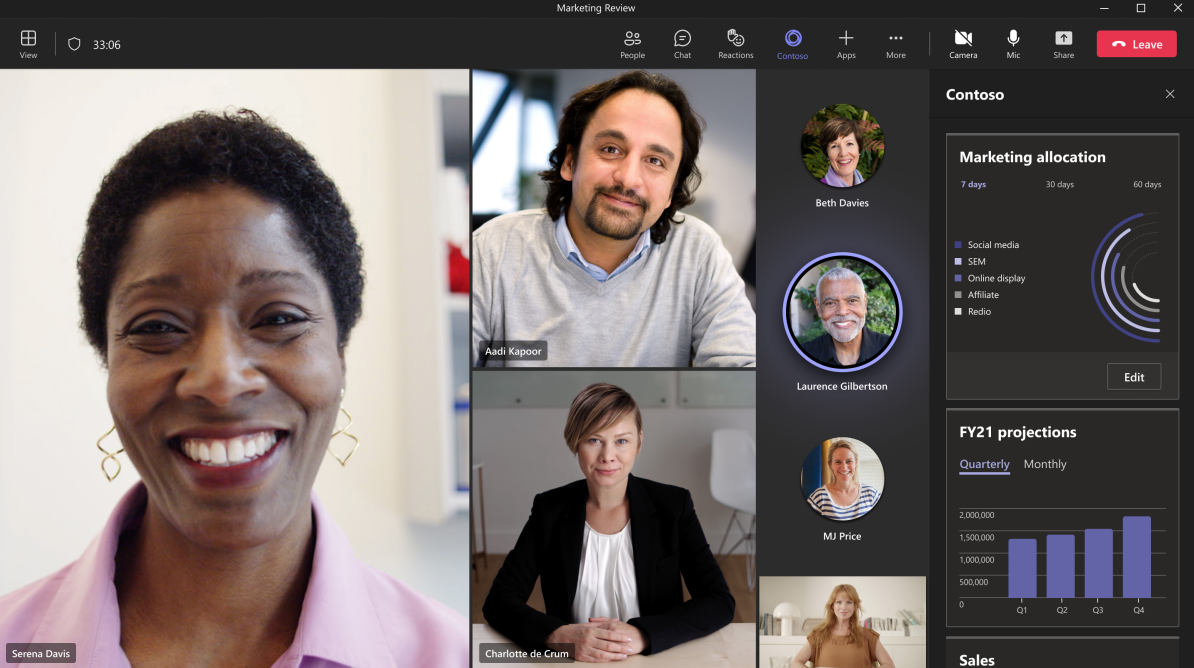 Marketing Review
View
33:06
People
Chat
Reactions
Contoso
Apps
More
Camera
Mic
Share
Leave
Serena Davis
Aadi Kapoor
Charlotte de Crum
Beth Davies
Laurence Gilbertson
MJ Price
Contoso
Marketing allocation
7 days 30 days 60 days
Social media
SEM
Online display
Affiliate
Redio
Edit
FY21 projections
Quarterly Monthly
2,000,000
1,500,000
1,000,000
500,000
0
Q1 Q2 Q3 Q4
Sales